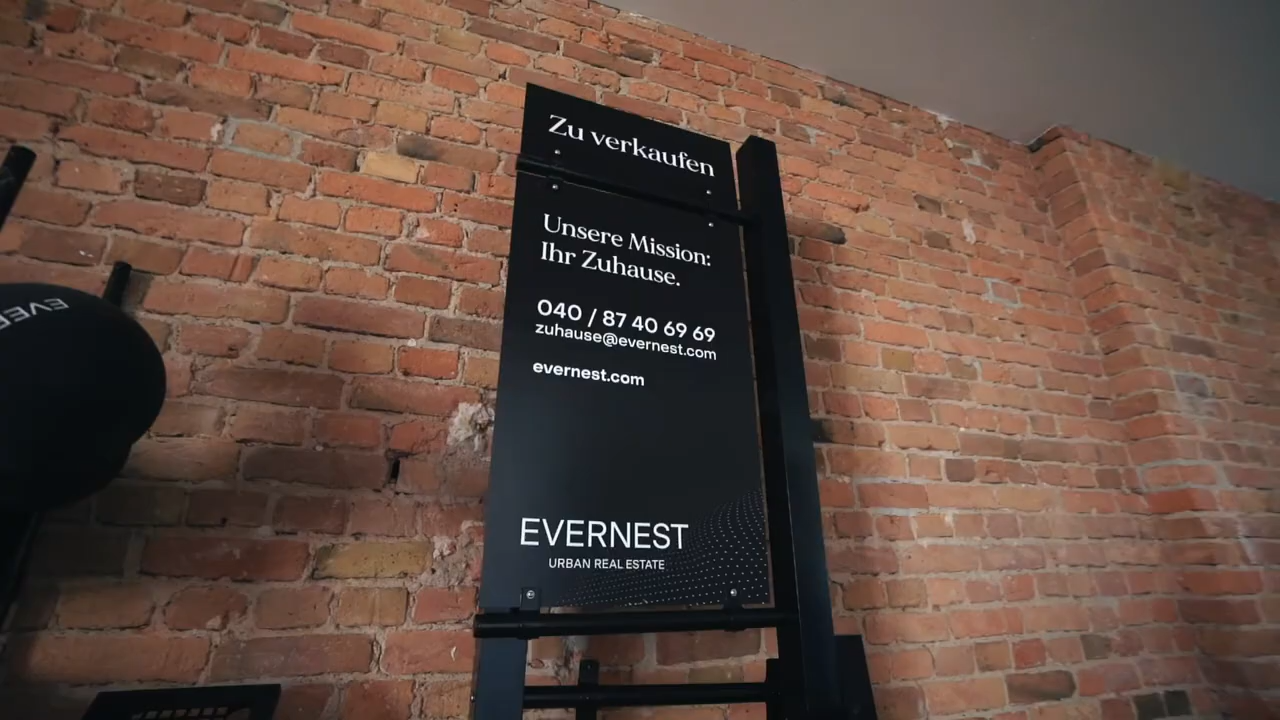 Zu verkaufen
Unsere Mission:
Ihr Zuhause.
040 / 87 40 69 69
zuhause@evernest.com
evernest.com
EVERNEST
URBAN REAL ESTATE